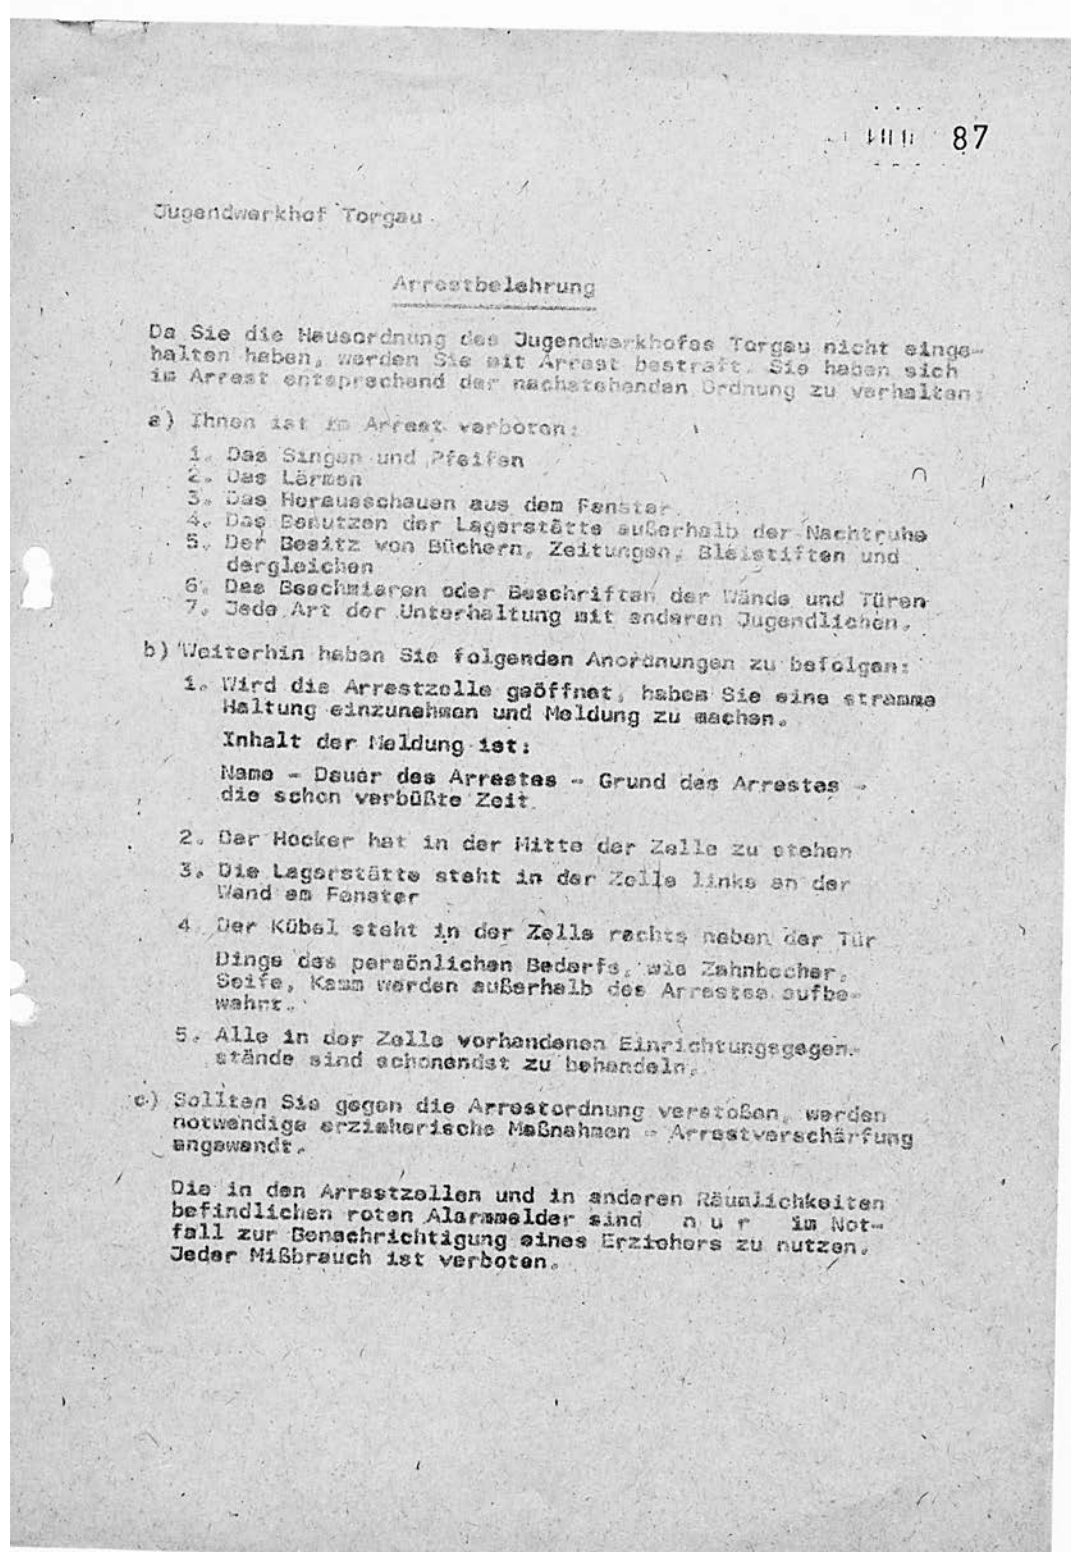 87
Jugendwerkhof Torgau
Arrestbelehrung
Da Sie die Hausordnung des Jugendwerkhofes Torgau nicht einge-
halten haben, werden Sie mit Arrest bestraft. Sie haben sich
im Arrest entsprechend der nachstehenden Ordnung zu verhalten:
a) Ihnen ist im Arrest verboten:
1. Das Singen und Pfeifen
2. Das Lärmen
3. Das Herausschauen aus dem Fenster
4. Das Benutzen der Lagerstätte außerhalb der Nachtruhe
5. Der Besitz von Büchern, Zeitungen, Bleistiften und
dergleichen
6. Das Beschmieren oder Beschriften der Wände und Türen
7. Jede Art der Unterhaltung mit anderen Jugendlichen.
b) Weiterhin haben Sie folgenden Anordnungen zu befolgen:
1. Wird die Arrestzelle geöffnet, haben Sie eine stramme
Haltung einzunehmen und Meldung zu machen.
Inhalt der Meldung ist:
Name - Dauer des Arrestes - Grund des Arrestes -
die schon verbüßte Zeit.
2. Der Hocker hat in der Mitte der Zelle zu stehen
3. Die Lagerstätte steht in der Zelle links an der
Wand am Fenster
4. Der Kübel steht in der Zelle rechts neben der Tür
Dinge des persönlichen Bedarfs, wie Zahnbecher,
Seife, Kamm werden außerhalb des Arrestes aufbe-
wahrt.
5. Alle in der Zelle vorhandenen Einrichtungsgegen-
stände sind schonendst zu behandeln.
c) Sollten Sie gegen die Arrestordnung verstoßen, werden
notwendige erzieherische Maßnahmen - Arrestverschärfung
angewandt.
Die in den Arrestzellen und in anderen Räumlichkeiten
befindlichen roten Alarmmelder sind n u r im Not-
fall zur Benachrichtigung eines Erziehers zu nutzen.
Jeder Mißbrauch ist verboten.